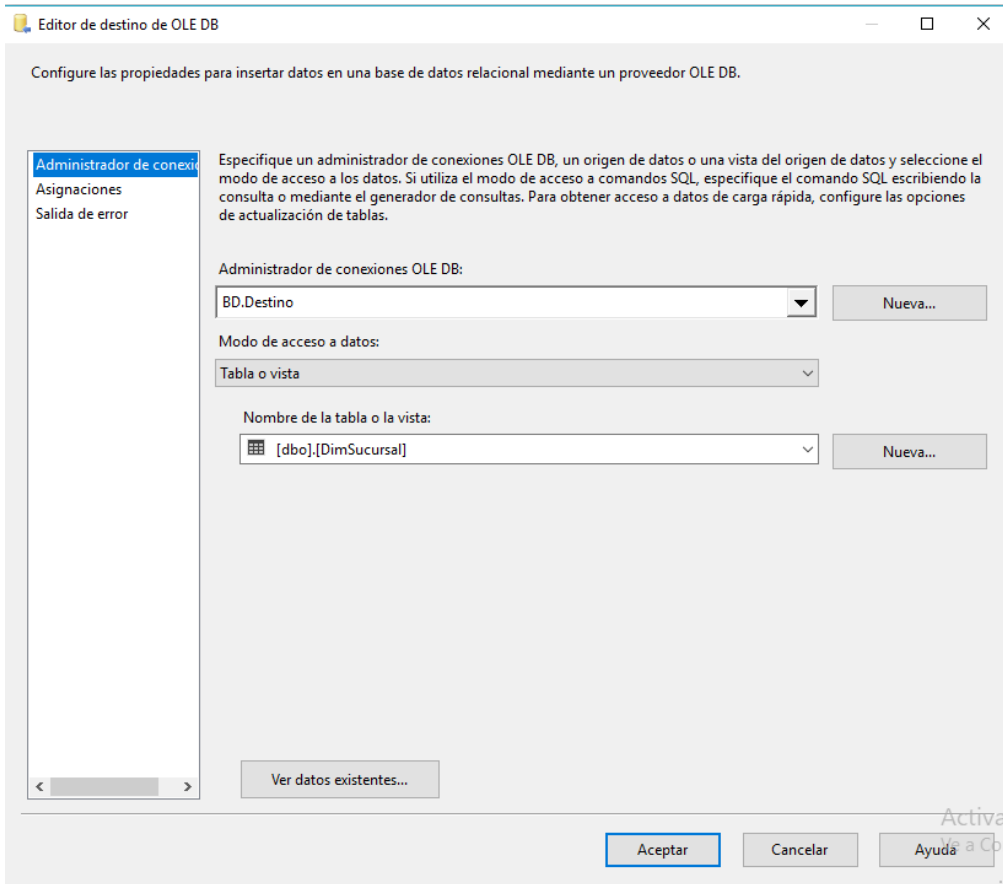 Editor de destino de OLE DB
Configure las propiedades para insertar datos en una base de datos relacional mediante un proveedor OLE DB.
Administrador de conexio
Asignaciones
Salida de error
Especifique un administrador de conexiones OLE DB, un origen de datos o una vista del origen de datos y seleccione el
modo de acceso a los datos. Si utiliza el modo de acceso a comandos SQL, especifique el comando SQL escribiendo la
consulta o mediante el generador de consultas. Para obtener acceso a datos de carga rápida, configure las opciones
de actualización de tablas.
Administrador de conexiones OLE DB:
BD.Destino
Nueva...
Modo de acceso a datos:
Tabla o vista
Nombre de la tabla o la vista:
[dbo].[DimSucursal]
Nueva...
Ver datos existentes...
Activa
Ve a Co
Aceptar
Cancelar
Ayuda